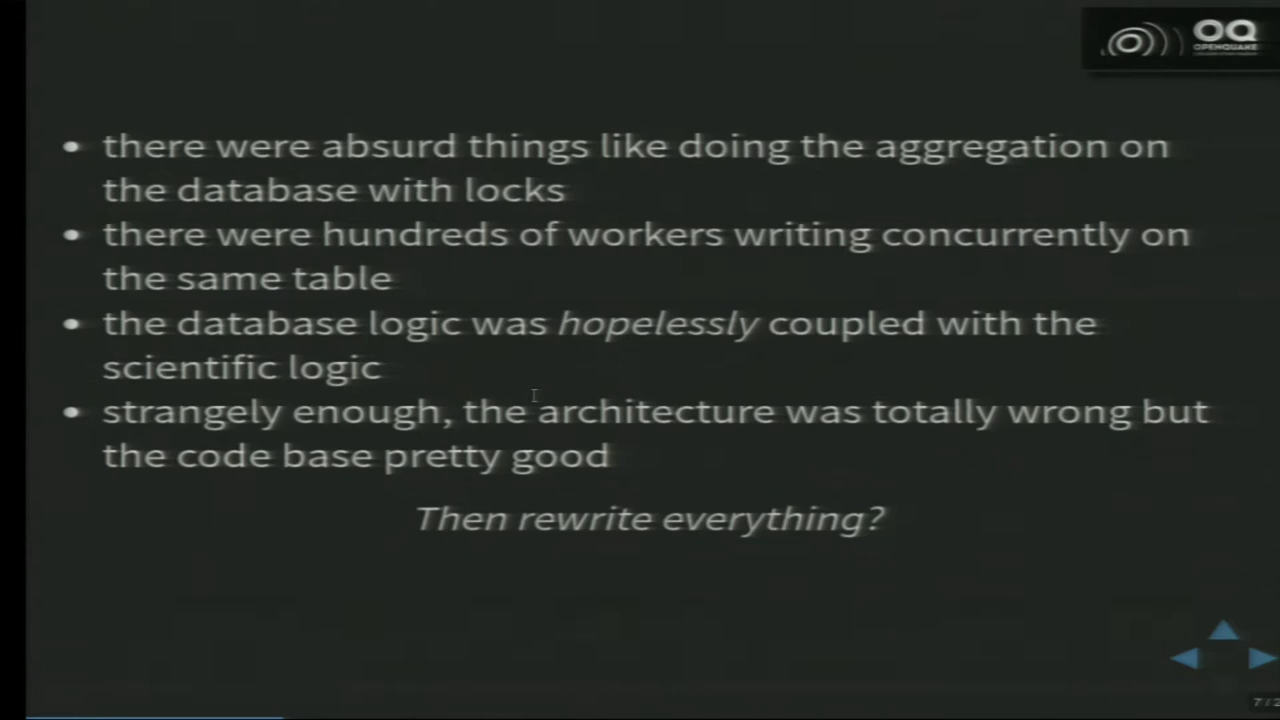 OQ
OPENQUAKE
• there were absurd things like doing the aggregation on
the database with locks
• there were hundreds of workers writing concurrently on
the same table
• the database logic was hopelessly coupled with the
scientific logic
• strangely enough, the architecture was totally wrong but
the code base pretty good
Then rewrite everything?